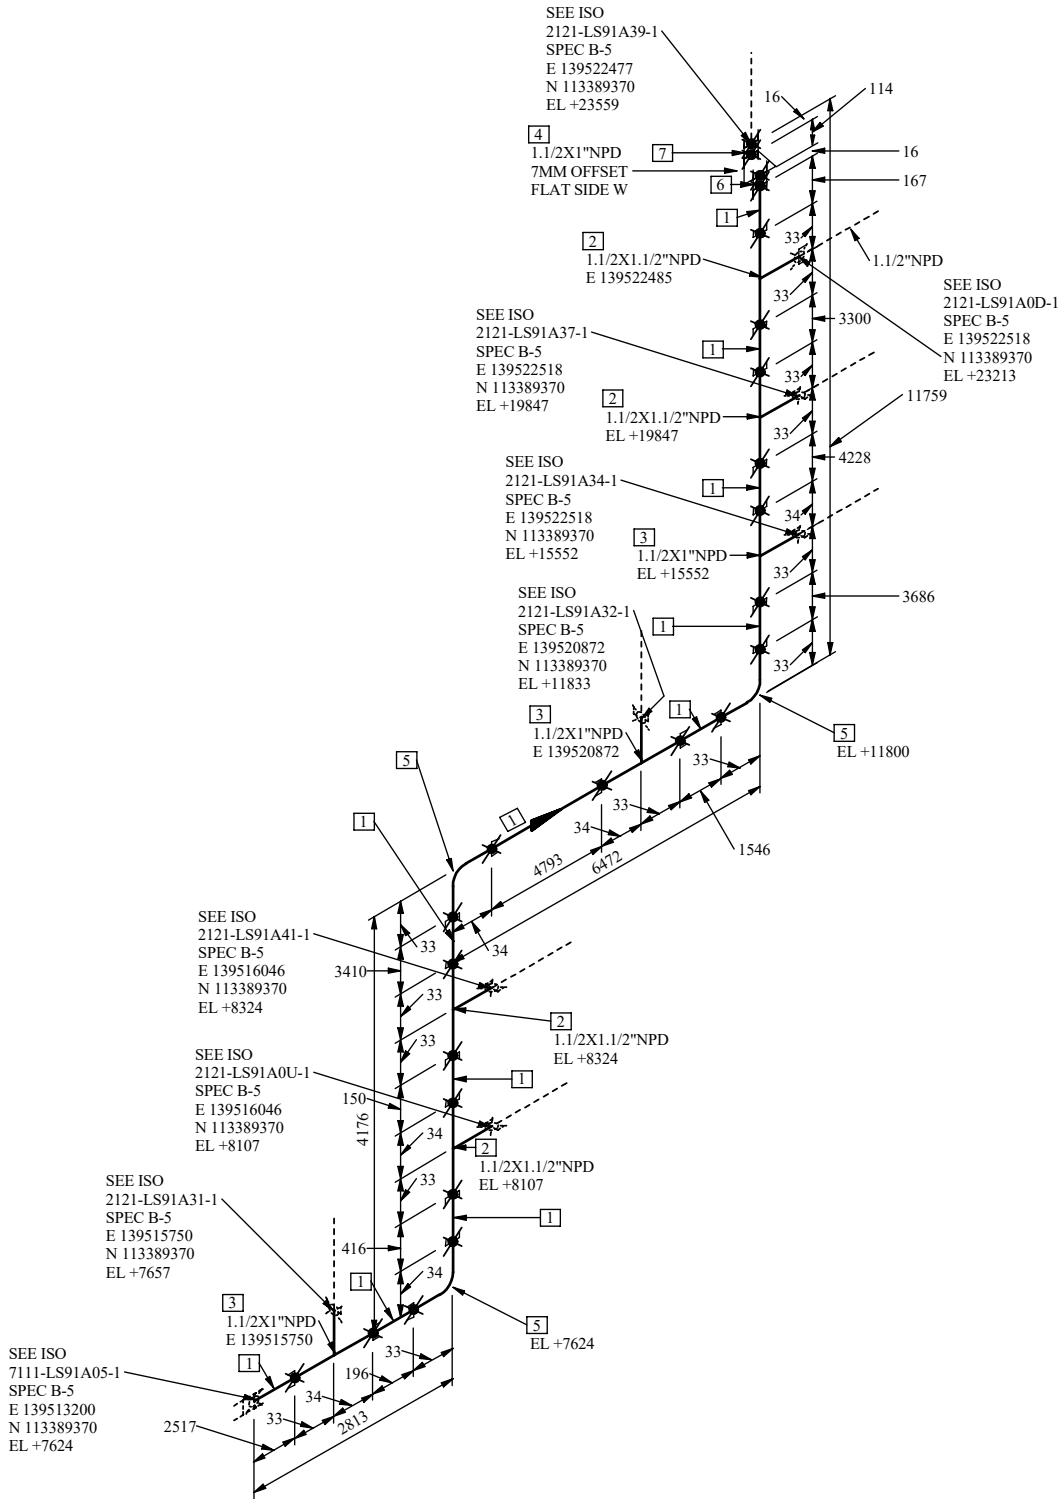 SEE ISO
2121-LS91A39-1
SPEC B-5
E 139522477
N 113389370
EL +23559
16
114
4
1.1/2X1"NPD
7MM OFFSET
FLAT SIDE W
7
16
6
167
1
33
2
1.1/2X1.1/2"NPD
E 139522485
1.1/2"NPD
33
SEE ISO
2121-LS91A0D-1
SPEC B-5
E 139522518
N 113389370
EL +23213
3300
SEE ISO
2121-LS91A37-1
SPEC B-5
E 139522518
N 113389370
EL +19847
1
33
11759
2
1.1/2X1.1/2"NPD
EL +19847
33
4228
SEE ISO
2121-LS91A34-1
SPEC B-5
E 139522518
N 113389370
EL +15552
1
34
3
1.1/2X1"NPD
EL +15552
33
3686
SEE ISO
2121-LS91A32-1
SPEC B-5
E 139520872
N 113389370
EL +11833
1
33
3
1.1/2X1"NPD
E 139520872
1
5
EL +11800
5
33
33
34
1546
1
1
4793
6472
34
SEE ISO
2121-LS91A41-1
SPEC B-5
E 139516046
N 113389370
EL +8324
33
3410
33
33
2
1.1/2X1.1/2"NPD
EL +8324
SEE ISO
2121-LS91A0U-1
SPEC B-5
E 139516046
N 113389370
EL +8107
1
150
4176
34
2
1.1/2X1.1/2"NPD
EL +8107
33
SEE ISO
2121-LS91A31-1
SPEC B-5
E 139515750
N 113389370
EL +7657
1
416
34
1
3
1.1/2X1"NPD
E 139515750
5
EL +7624
SEE ISO
7111-LS91A05-1
SPEC B-5
E 139513200
N 113389370
EL +7624
1
33
196
34
33
2813
2517